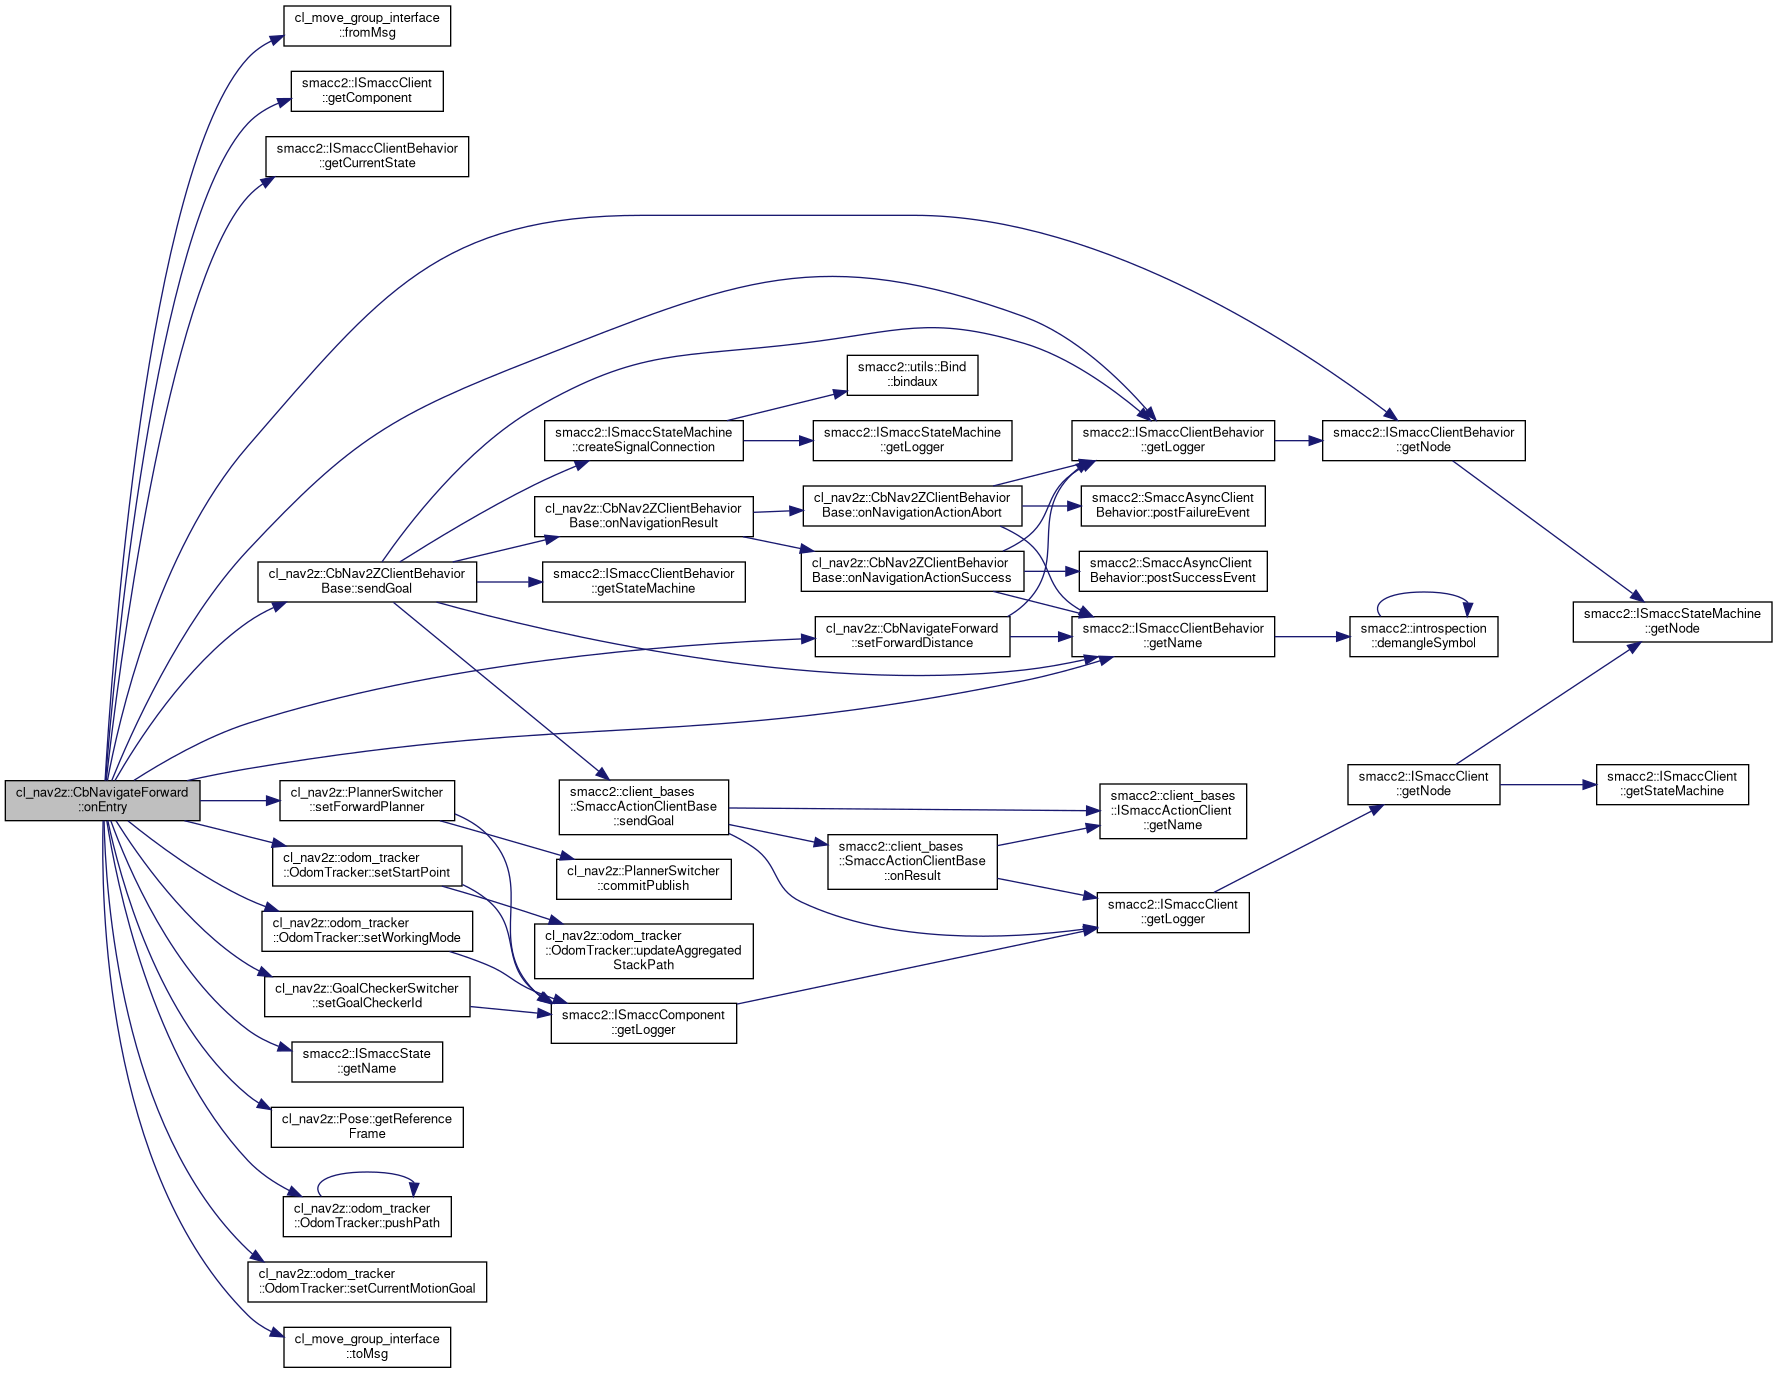 cl_move_group_interface
::fromMsg
smacc2::ISmaccClient
::getComponent
smacc2::ISmaccClientBehavior
::getCurrentState
smacc2::utils::Bind
::bindaux
smacc2::ISmaccStateMachine
::createSignalConnection
smacc2::ISmaccStateMachine
::getLogger
smacc2::ISmaccClientBehavior
::getLogger
smacc2::ISmaccClientBehavior
::getNode
cl_nav2z::CbNav2ZClientBehavior
Base::onNavigationResult
cl_nav2z::CbNav2ZClientBehavior
Base::onNavigationActionAbort
smacc2::SmaccAsyncClient
Behavior::postFailureEvent
cl_nav2z::CbNav2ZClientBehavior
Base::sendGoal
smacc2::ISmaccClientBehavior
::getStateMachine
cl_nav2z::CbNav2ZClientBehavior
Base::onNavigationActionSuccess
smacc2::SmaccAsyncClient
Behavior::postSuccessEvent
cl_nav2z::CbNavigateForward
::setForwardDistance
smacc2::ISmaccClientBehavior
::getName
smacc2::introspection
::demangleSymbol
smacc2::ISmaccStateMachine
::getNode
cl_nav2z::CbNavigateForward
::onEntry
cl_nav2z::PlannerSwitcher
::setForwardPlanner
smacc2::client_bases
::SmaccActionClientBase
::sendGoal
smacc2::client_bases
::ISmaccActionClient
::getName
smacc2::ISmaccClient
::getNode
smacc2::ISmaccClient
::getStateMachine
cl_nav2z::odom_tracker
::OdomTracker::setStartPoint
cl_nav2z::PlannerSwitcher
::commitPublish
smacc2::client_bases
::SmaccActionClientBase
::onResult
smacc2::ISmaccClient
::getLogger
cl_nav2z::odom_tracker
::OdomTracker::setWorkingMode
cl_nav2z::odom_tracker
::OdomTracker::updateAggregated
StackPath
cl_nav2z::GoalCheckerSwitcher
::setGoalCheckerId
smacc2::ISmaccComponent
::getLogger
smacc2::ISmaccState
::getName
cl_nav2z::Pose::getReference
Frame
cl_nav2z::odom_tracker
::OdomTracker::pushPath
cl_nav2z::odom_tracker
::OdomTracker::setCurrentMotionGoal
cl_move_group_interface
::toMsg